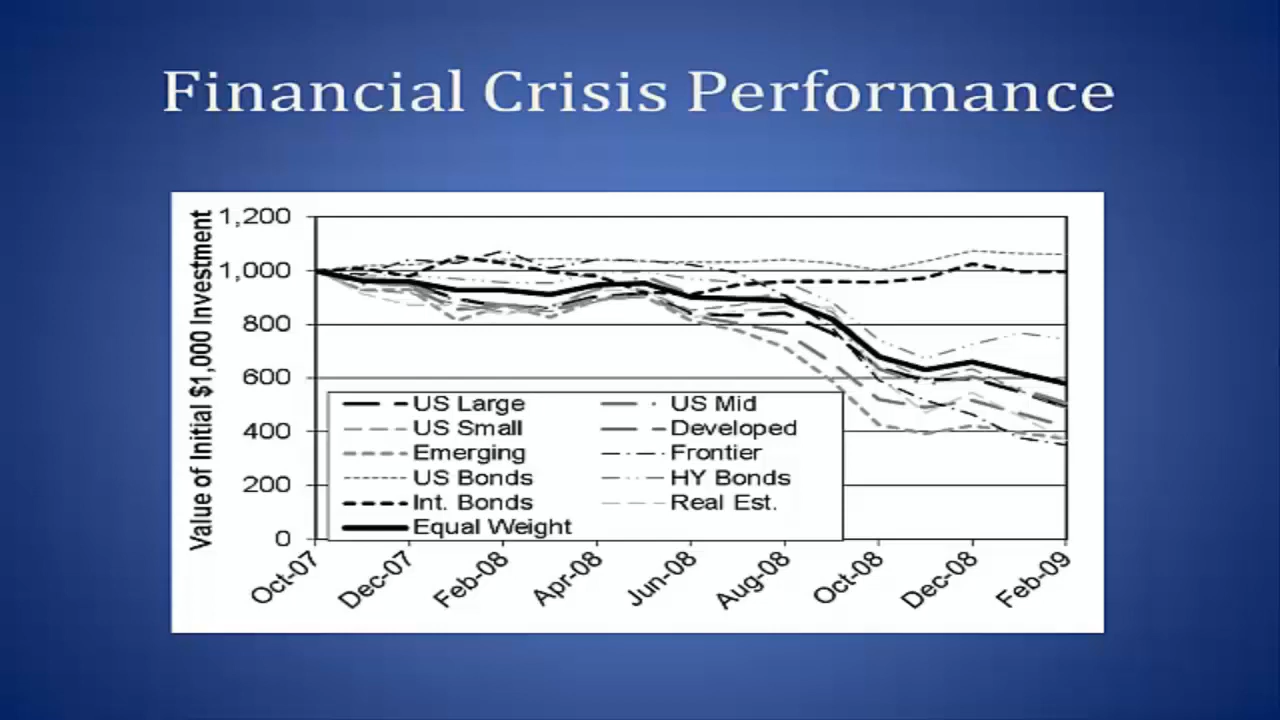 Financial Crisis Performance
Value of Initial $1,000 Investment
1,200
1,000
800
600
400
200
0
US Large
US Mid
US Small
Developed
Emerging
Frontier
US Bonds
HY Bonds
Int. Bonds
Real Est.
Equal Weight
Oct-07
Dec-07
Feb-08
Apr-08
Jun-08
Aug-08
Oct-08
Dec-08
Feb-09